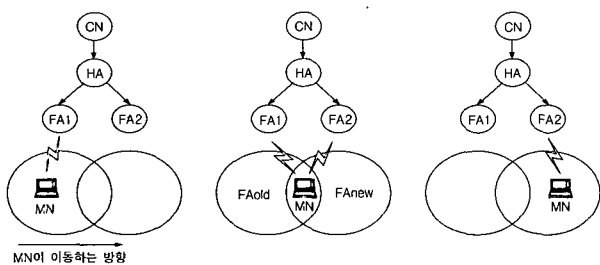 CN
HA
FA1
FA2
MN
MN이 이동하는 방향
CN
HA
FA1
FA2
FAold
MN
FAnew
CN
HA
FA1
FA2
MN